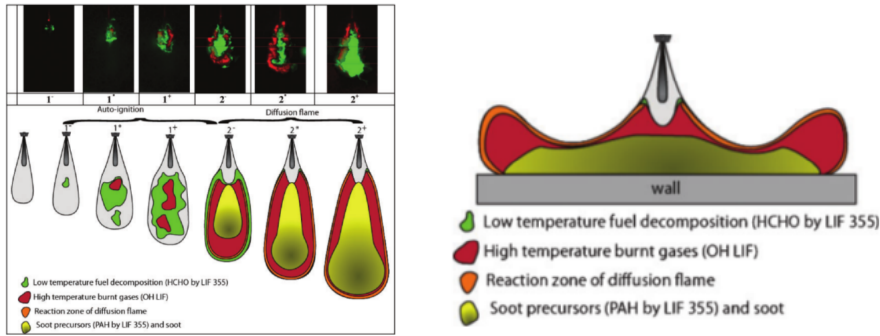 1⁻
1*
1⁺
2⁻
2*
2⁺
Auto-ignition
Diffusion flame
1⁻
1*
1⁺
2⁻
2*
2⁺
Low temperature fuel decomposition (HCHO by LIF 355)
High temperature burnt gases (OH LIF)
Reaction zone of diffusion flame
Soot precursors (PAH by LIF 355) and soot
wall
Low temperature fuel decomposition (HCHO by LIF 355)
High temperature burnt gases (OH LIF)
Reaction zone of diffusion flame
Soot precursors (PAH by LIF 355) and soot